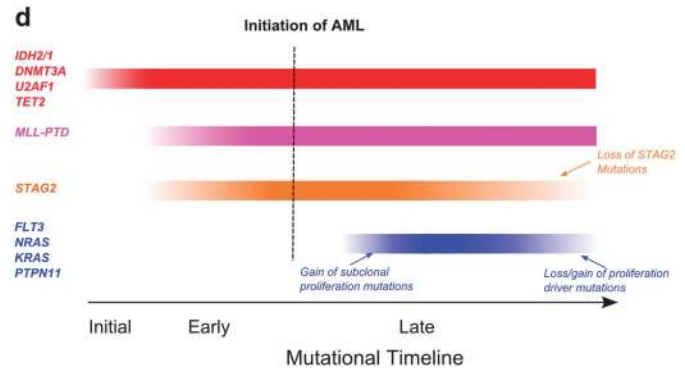 d
Initiation of AML
IDH2/1
DNMT3A
U2AF1
TET2
MLL-PTD
Loss of STAG2
Mutations
STAG2
FLT3
NRAS
KRAS
PTPN11
Gain of subclonal
proliferation mutations
Loss/gain of proliferation
driver mutations
Initial
Early
Late
Mutational Timeline